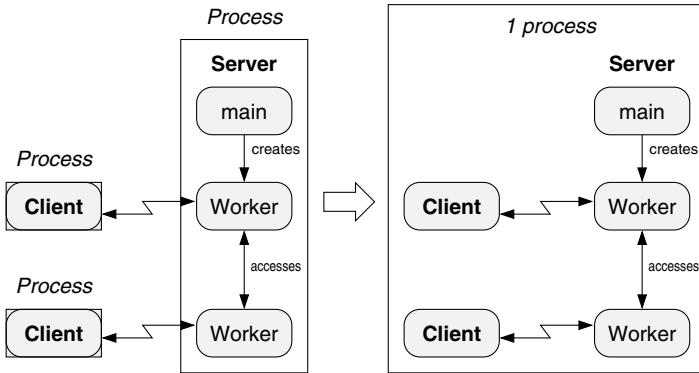 Process
Server
main
creates
Process
Client
Worker
accesses
Process
Client
Worker
1 process
Server
main
creates
Client
Worker
accesses
Client
Worker